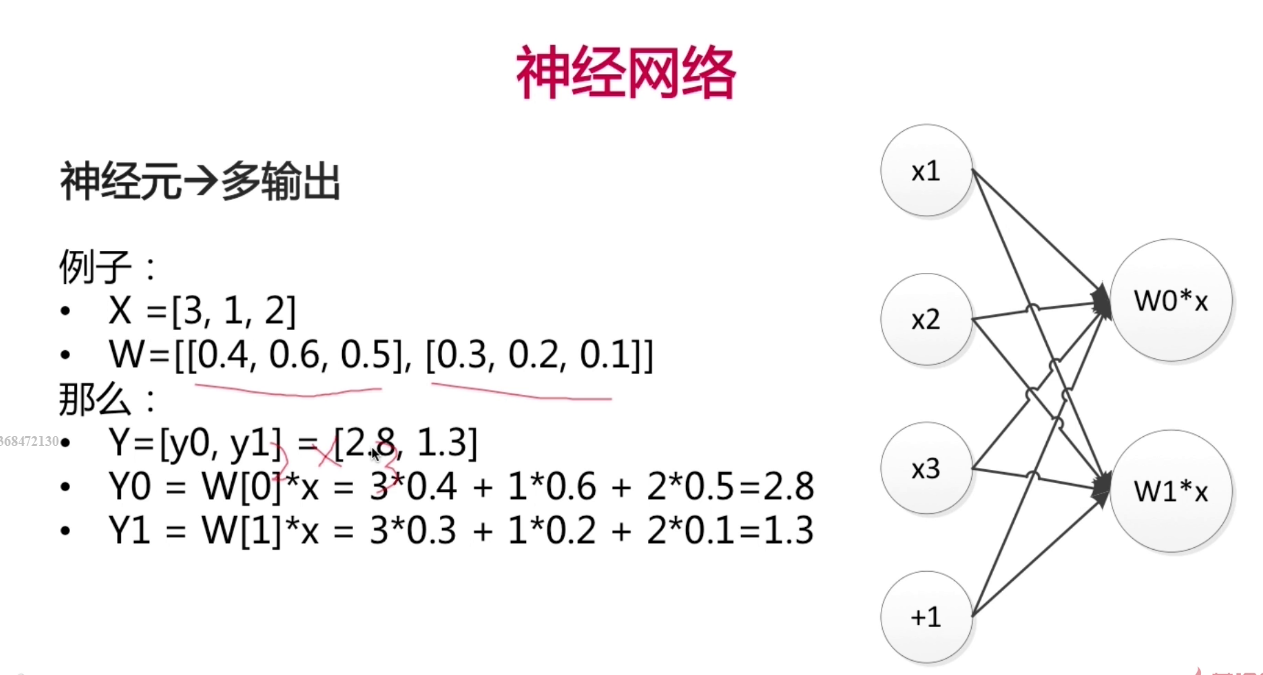 神经网络
神经元→多输出
例子：
• X =[3, 1, 2]
• W=[[0.4, 0.6, 0.5], [0.3, 0.2, 0.1]]
那么：
• Y=[y0, y1] = [2.8, 1.3]
• Y0 = W[0]*x = 3*0.4 + 1*0.6 + 2*0.5=2.8
• Y1 = W[1]*x = 3*0.3 + 1*0.2 + 2*0.1=1.3
2 × 3
368472130
x1
x2
x3
+1
W0*x
W1*x